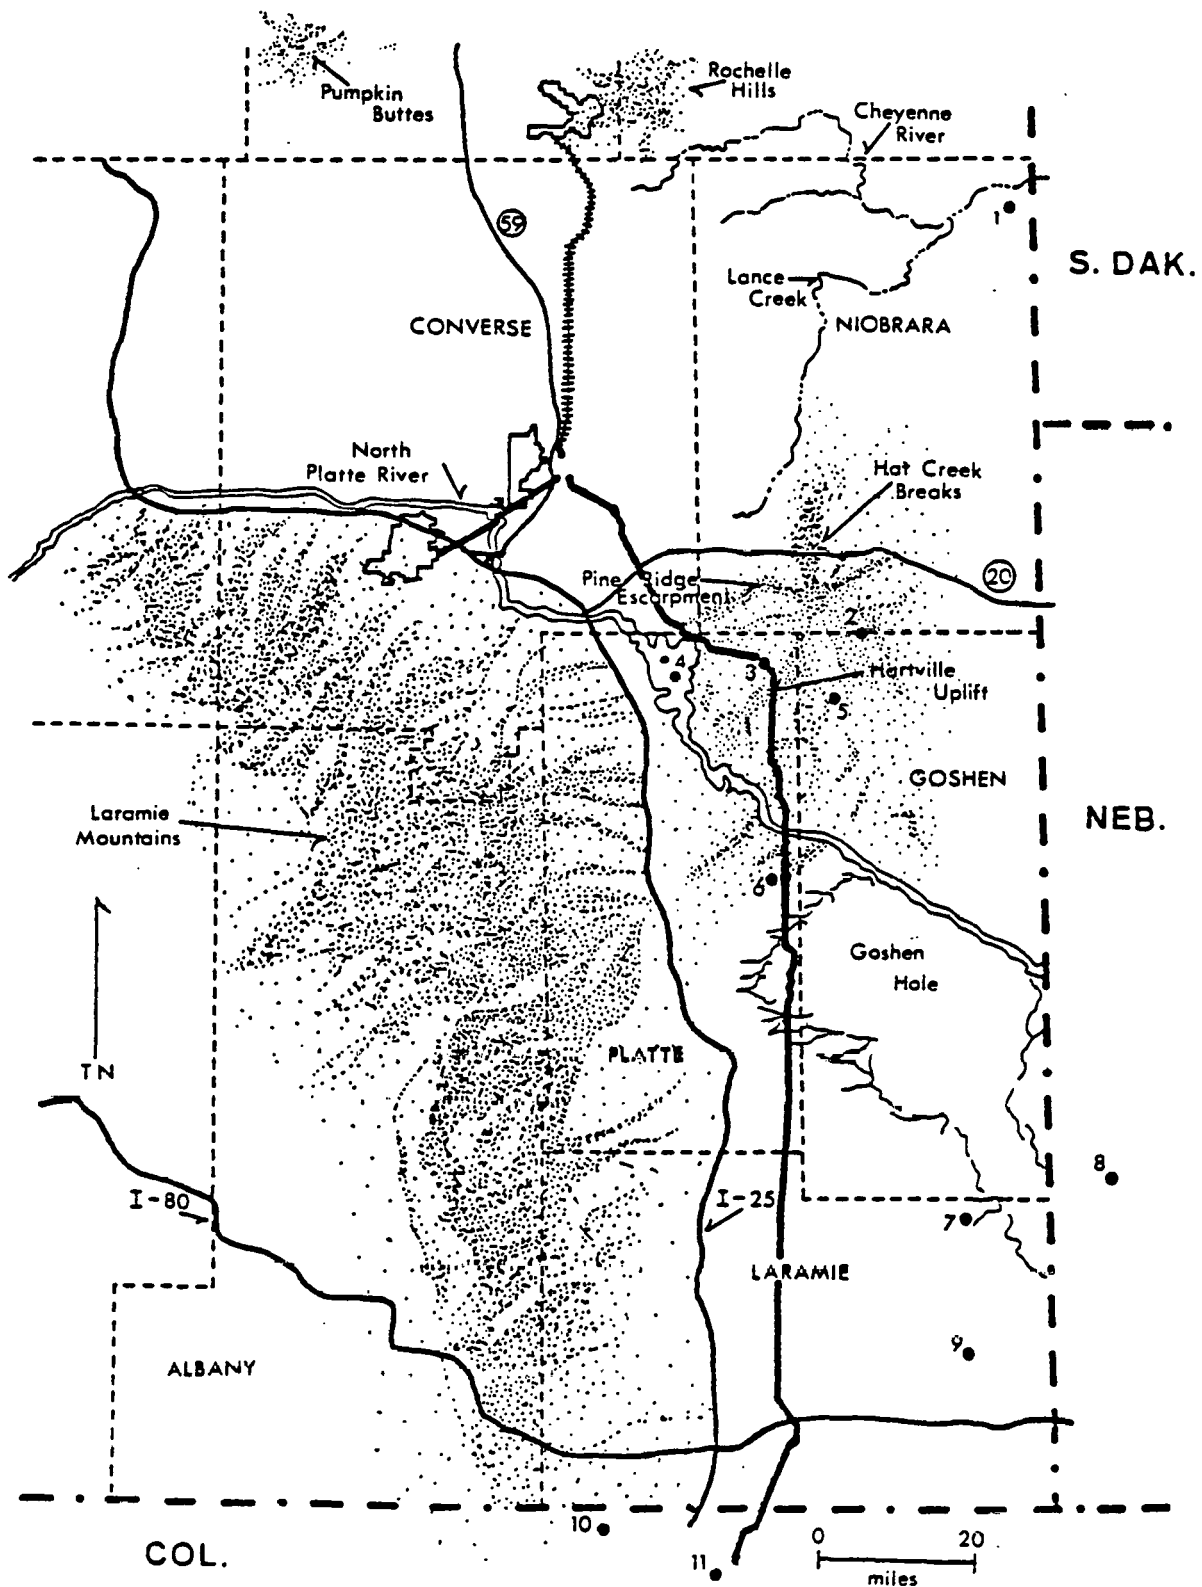 Pumpkin
Buttes
Rochelle
Hills
Cheyenne
River
59
1
S. DAK.
Lance
Creek
CONVERSE
NIOBRARA
North
Platte River
Hat Creek
Breaks
Pine Ridge
Escarpment
20
2
4
3
Hartville
Uplift
5
GOSHEN
Laramie
Mountains
NEB.
6
Goshen
Hole
TN
PLATTE
8
I-80
I-25
7
LARAMIE
9
ALBANY
10
0 20
miles
COL.
11